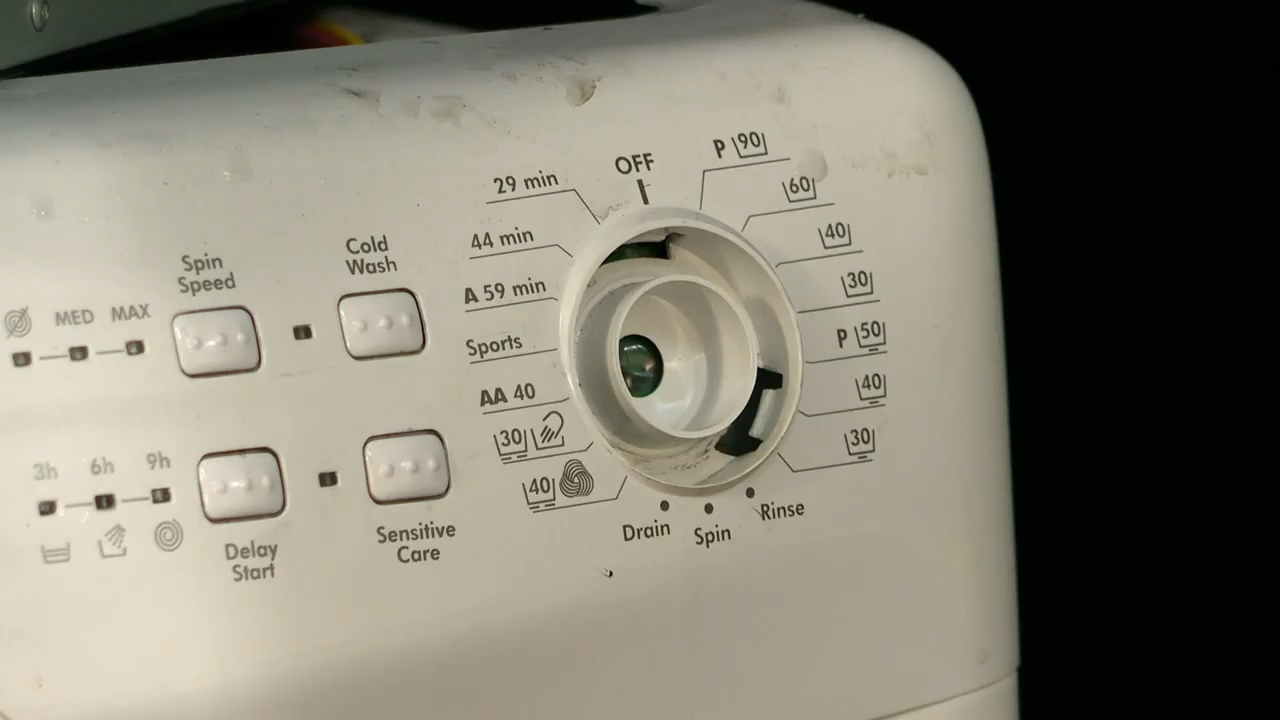 OFF
P 90
29 min
60
44 min
40
A 59 min
30
Sports
P 50
AA 40
40
30
30
40
Drain
Spin
Rinse
Spin
Speed
Cold
Wash
MED
MAX
3h
6h
9h
Delay
Start
Sensitive
Care